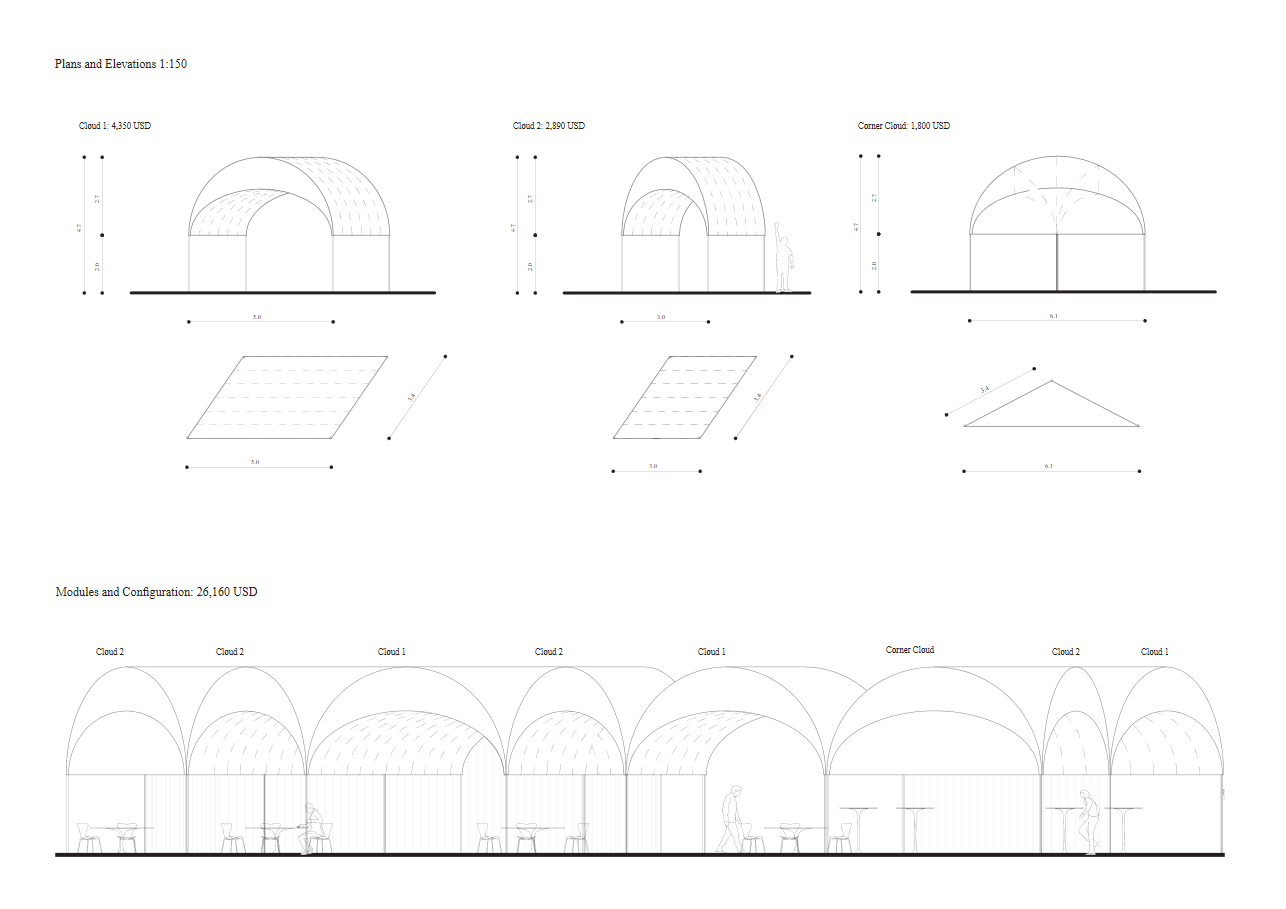 Plans and Elevations 1:150
Cloud 1: 4,350 USD
Cloud 2: 2,890 USD
Corner Cloud: 1,800 USD
2.7
4.7
2.0
2.7
4.7
2.0
2.7
4.7
2.0
5.0
3.0
6.1
3.4
3.4
3.4
5.0
3.0
6.1
Modules and Configuration: 26,160 USD
Cloud 2
Cloud 2
Cloud 1
Cloud 2
Cloud 1
Corner Cloud
Cloud 2
Cloud 1